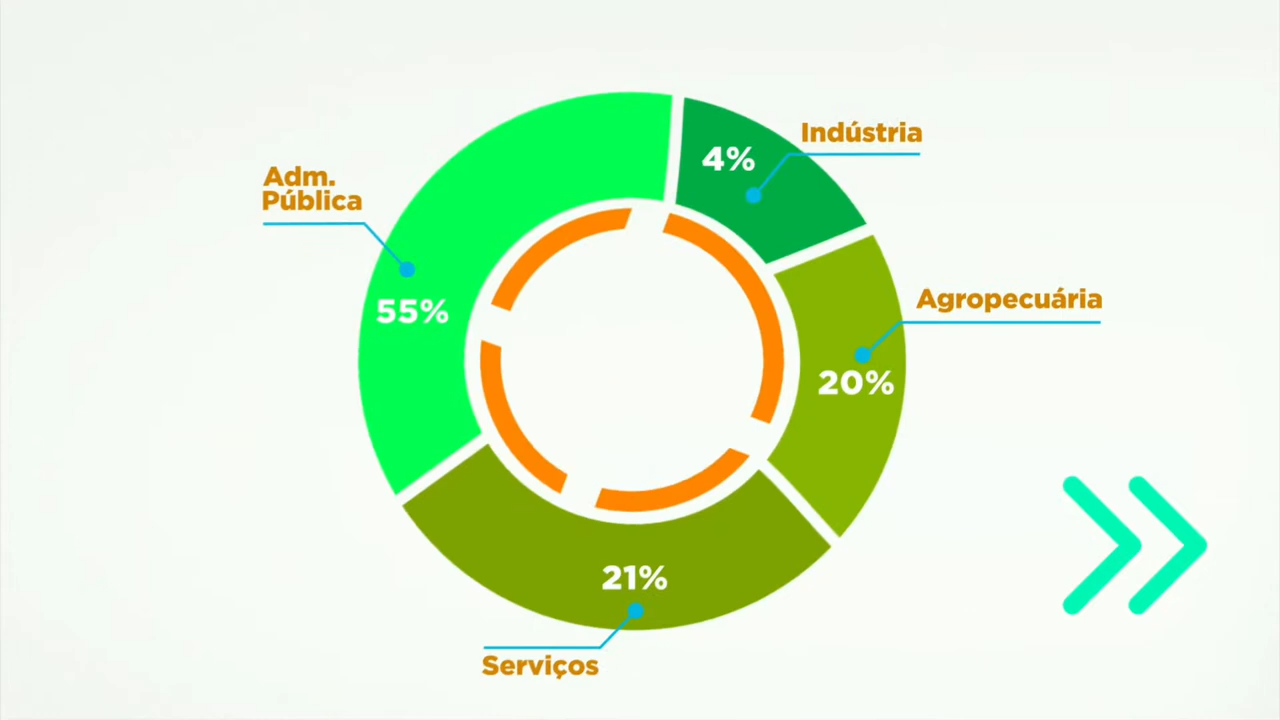 Indústria
4%
Adm.
Pública
55%
Agropecuária
20%
21%
Serviços